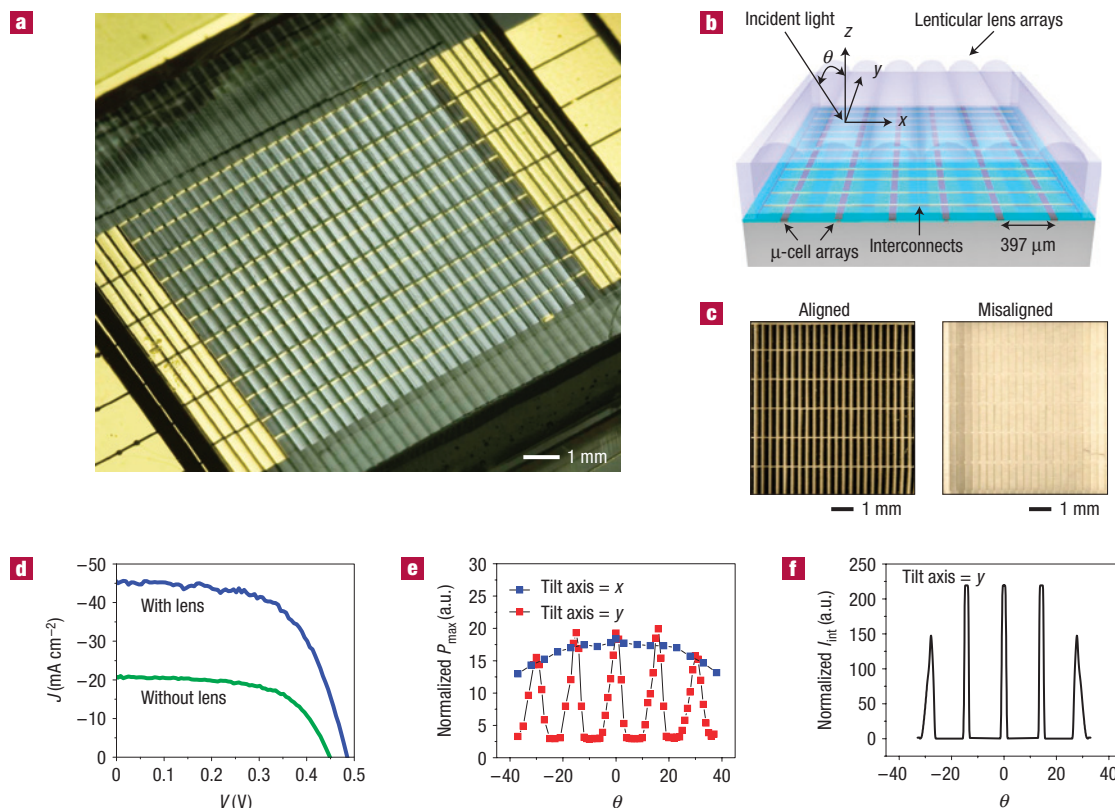 a
1 mm
b
Incident light
Lenticular lens arrays
z
θ
y
x
μ-cell arrays
Interconnects
397 μm
c
Aligned
Misaligned
1 mm
1 mm
d
−50
−40
−30
−20
−10
0
J (mA cm−2)
With lens
Without lens
0
0.1
0.2
0.3
0.4
0.5
V (V)
e
30
25
20
15
10
5
0
Normalized Pmax (a.u.)
Tilt axis = x
Tilt axis = y
−40
−20
0
20
40
θ
f
250
200
150
100
50
0
Normalized Iint (a.u.)
Tilt axis = y
−40
−20
0
20
40
θ